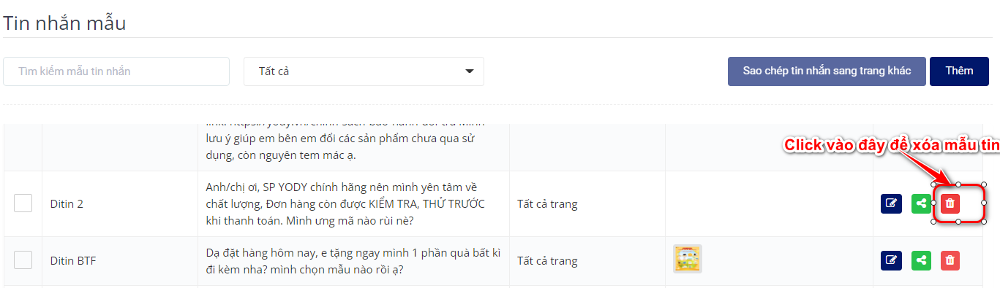 Tin nhắn mẫu
Tìm kiếm mẫu tin nhắn
Tất cả
Sao chép tin nhắn sang trang khác
Thêm
lưu ý giúp em bên em đổi các sản phẩm chưa qua sử
dụng, còn nguyên tem mác ạ.
Click vào đây để xóa mẫu tin
Ditin 2
Anh/chị ơi, SP YODY chính hãng nên mình yên tâm về
chất lượng, Đơn hàng còn được KIỂM TRA, THỬ TRƯỚC
khi thanh toán. Mình ưng mã nào rùi nè?
Tất cả trang
Ditin BTF
Dạ đặt hàng hôm nay, e tặng ngay mình 1 phần quà bất kì
đi kèm nha? mình chọn mẫu nào rồi ạ?
Tất cả trang